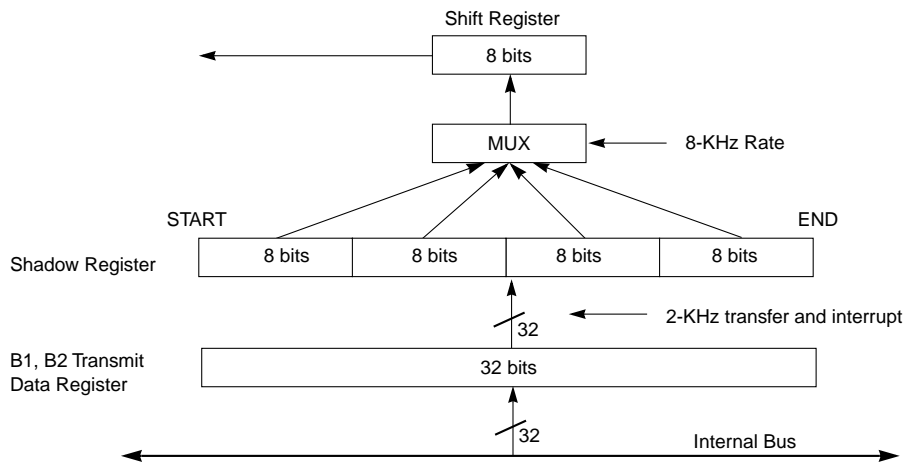 Shift Register
8 bits
MUX
8-KHz Rate
START
END
Shadow Register
8 bits
8 bits
8 bits
8 bits
32
2-KHz transfer and interrupt
B1, B2 Transmit
Data Register
32 bits
32
Internal Bus